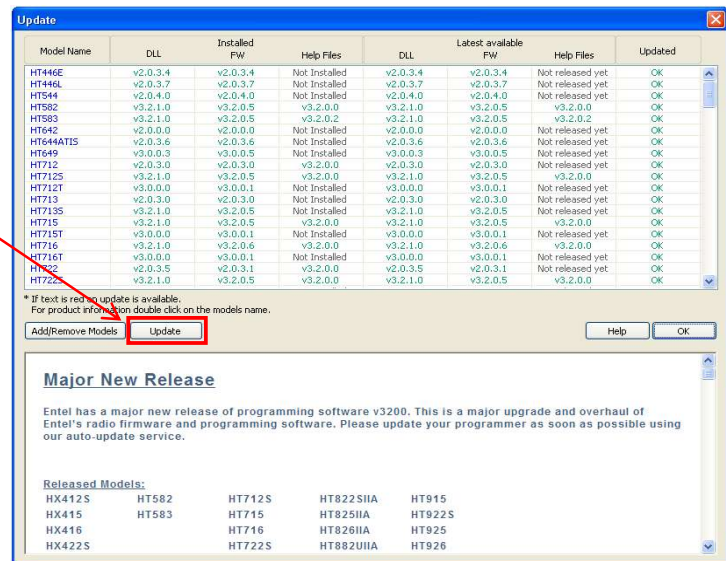 Update
Installed Latest available
Model Name DLL FW Help Files DLL FW Help Files Updated
HT446E v2.0.3.4 v2.0.3.4 Not Installed v2.0.3.4 v2.0.3.4 Not released yet OK
HT446L v2.0.3.7 v2.0.3.7 Not Installed v2.0.3.7 v2.0.3.7 Not released yet OK
HT544 v2.0.4.0 v2.0.4.0 Not Installed v2.0.4.0 v2.0.4.0 Not released yet OK
HT582 v3.2.1.0 v3.2.0.5 v3.2.0.0 v3.2.1.0 v3.2.0.5 v3.2.0.0 OK
HT583 v3.2.1.0 v3.2.0.5 v3.2.0.2 v3.2.1.0 v3.2.0.5 v3.2.0.2 OK
HT642 v2.0.0.0 v2.0.0.0 Not Installed v2.0.0.0 v2.0.0.0 Not released yet OK
HT644ATIS v2.0.3.6 v2.0.3.6 Not Installed v2.0.3.6 v2.0.3.6 Not released yet OK
HT649 v3.0.0.3 v3.0.0.5 Not Installed v3.0.0.3 v3.0.0.5 Not released yet OK
HT712 v2.0.3.0 v2.0.3.0 v3.2.0.0 v2.0.3.0 v2.0.3.0 Not released yet OK
HT712S v3.2.1.0 v3.2.0.5 v3.2.0.0 v3.2.1.0 v3.2.0.5 v3.2.0.0 OK
HT712T v3.0.0.0 v3.0.0.1 Not Installed v3.0.0.0 v3.0.0.1 Not released yet OK
HT713 v2.0.3.0 v2.0.3.0 v3.2.0.0 v2.0.3.0 v2.0.3.0 Not released yet OK
HT713S v3.2.1.0 v3.2.0.5 v3.2.0.0 v3.2.1.0 v3.2.0.5 Not released yet OK
HT715 v3.2.1.0 v3.2.0.5 v3.2.0.0 v3.2.1.0 v3.2.0.5 v3.2.0.0 OK
HT715T v3.0.0.0 v3.0.0.1 Not Installed v3.0.0.0 v3.0.0.1 Not released yet OK
HT716 v3.2.1.0 v3.2.0.6 v3.2.0.0 v3.2.1.0 v3.2.0.6 v3.2.0.0 OK
HT716T v3.0.0.0 v3.0.0.1 Not Installed v3.0.0.0 v3.0.0.1 Not released yet OK
HT722 v2.0.3.5 v2.0.3.1 v3.2.0.0 v2.0.3.5 v2.0.3.1 Not released yet OK
HT722S v3.2.1.0 v3.2.0.5 v3.2.0.0 v3.2.1.0 v3.2.0.5 v3.2.0.0 OK
* If text is red an update is available.
For product information double click on the models name.
Add/Remove Models Update Help OK
Major New Release
Entel has a major new release of programming software v3200. This is a major upgrade and overhaul of
Entel's radio firmware and programming software. Please update your programmer as soon as possible using
our auto-update service.
Released Models:
HX412S HT582 HT712S HT822SIIA HT915
HX415 HT583 HT715 HT825IIA HT922S
HX416 HT716 HT826IIA HT925
HX422S HT722S HT882UIIA HT926